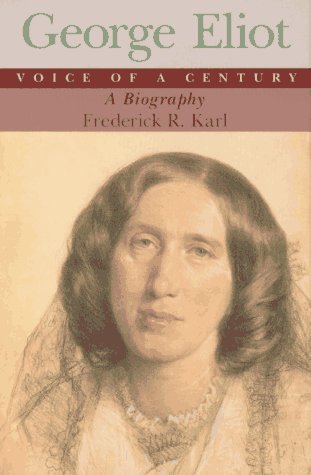 George Eliot
VOICE OF A CENTURY
A Biography
Frederick R. Karl